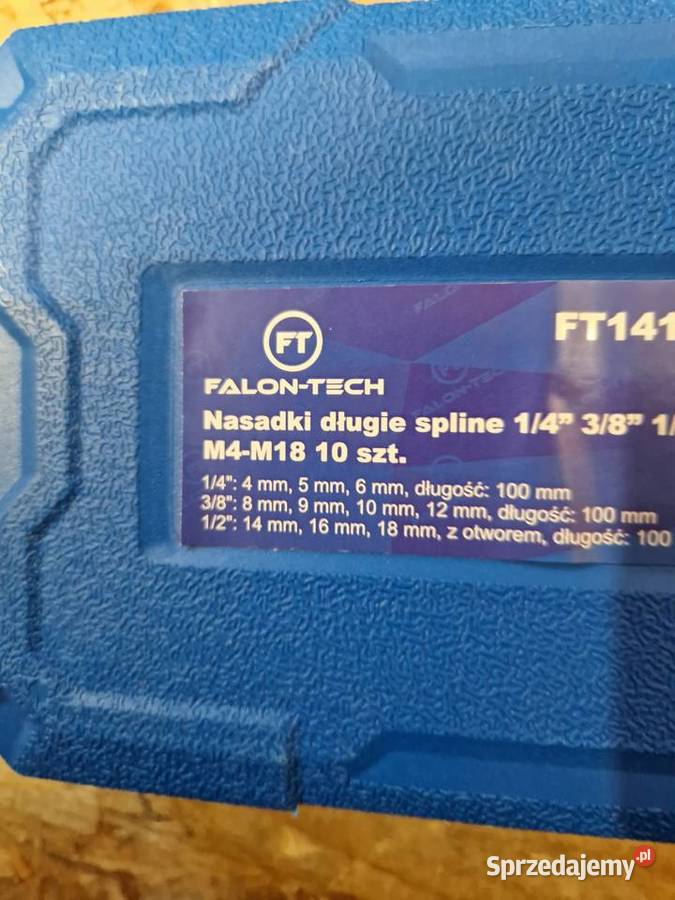 FT
FT141
FALON-TECH
Nasadki długie spline 1/4” 3/8” 1/
M4-M18 10 szt.
1/4": 4 mm, 5 mm, 6 mm, długość: 100 mm
3/8": 8 mm, 9 mm, 10 mm, 12 mm, długość: 100 mm
1/2": 14 mm, 16 mm, 18 mm, z otworem, długość: 100
Sprzedajemy.pl